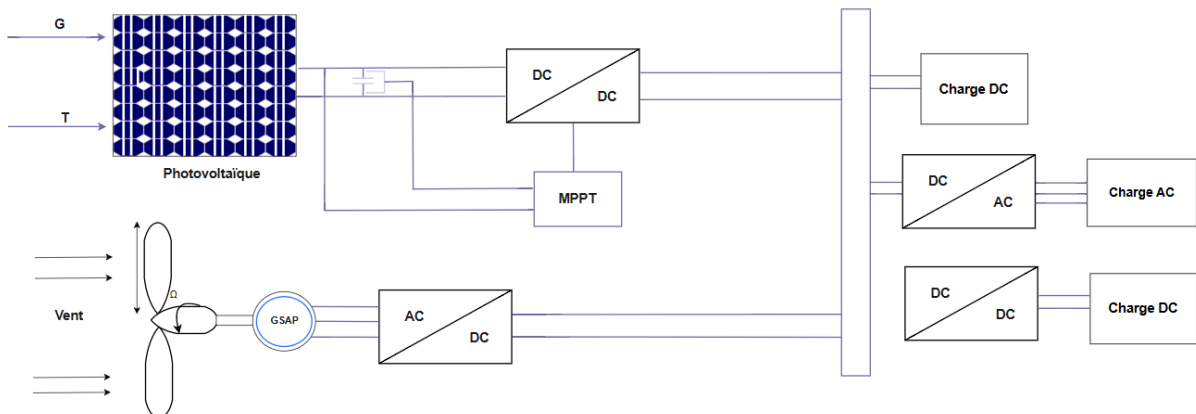 G
T
Photovoltaïque
DC
DC
MPPT
Charge DC
DC
AC
Charge AC
DC
DC
Charge DC
Vent
Ω
GSAP
AC
DC